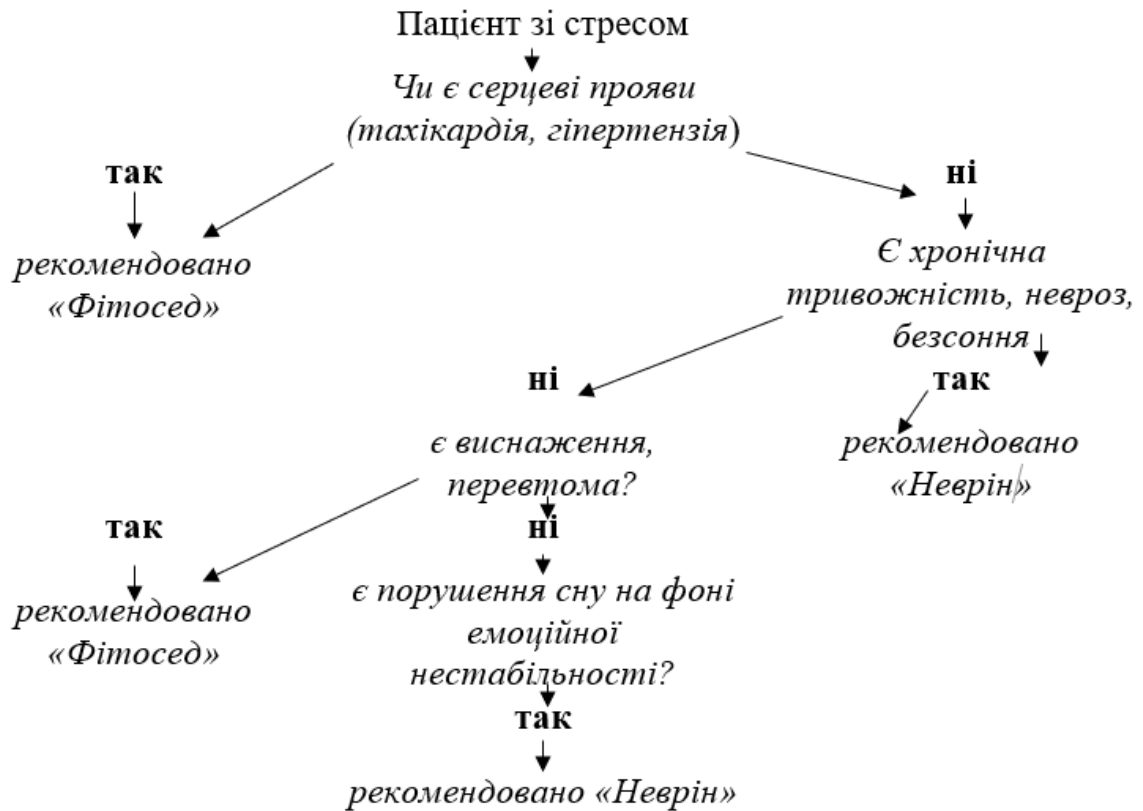 Пацієнт зі стресом
Чи є серцеві прояви
(тахікардія, гіпертензія)
так
ні
рекомендовано
«Фітосед»
Є хронічна
тривожність, невроз,
безсоння
ні
так
є виснаження,
перевтома?
рекомендовано
«Неврін»
так
ні
рекомендовано
«Фітосед»
є порушення сну на фоні
емоційної
нестабільності?
так
рекомендовано «Неврін»